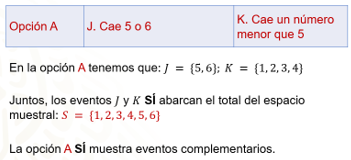 Opción A J. Cae 5 o 6 K. Cae un número
menor que 5
En la opción A tenemos que: J = {5, 6}; K = {1, 2, 3, 4}
Juntos, los eventos J y K SÍ abarcan el total del espacio
muestral: S = {1, 2, 3, 4, 5, 6}
La opción A SÍ muestra eventos complementarios.